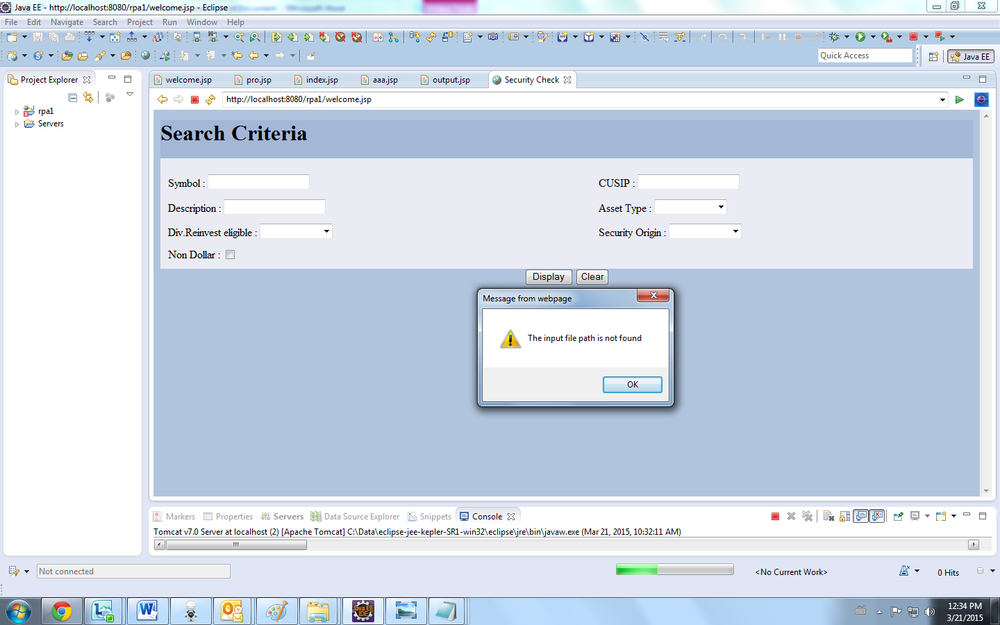 Java EE - http://localhost:8080/rpa1/welcome.jsp - Eclipse
File Edit Navigate Search Project Run Window Help
Quick Access
Java EE
Project Explorer
welcome.jsp pro.jsp index.jsp aaa.jsp output.jsp Security Check
http://localhost:8080/rpa1/welcome.jsp
rpa1
Servers
Search Criteria
Symbol : CUSIP :
Description : Asset Type :
Div.Reinvest eligible : Security Origin :
Non Dollar :
Display Clear
Message from webpage
The input file path is not found
OK
Markers Properties Servers Data Source Explorer Snippets Console
Tomcat v7.0 Server at localhost (2) [Apache Tomcat] C:\Data\eclipse-jee-kepler-SR1-win32\eclipse\jre\bin\javaw.exe (Mar 21, 2015, 10:32:11 AM)
Not connected
<No Current Work>
0 Hits
Java EE
IDE
12:34 PM
3/21/2015